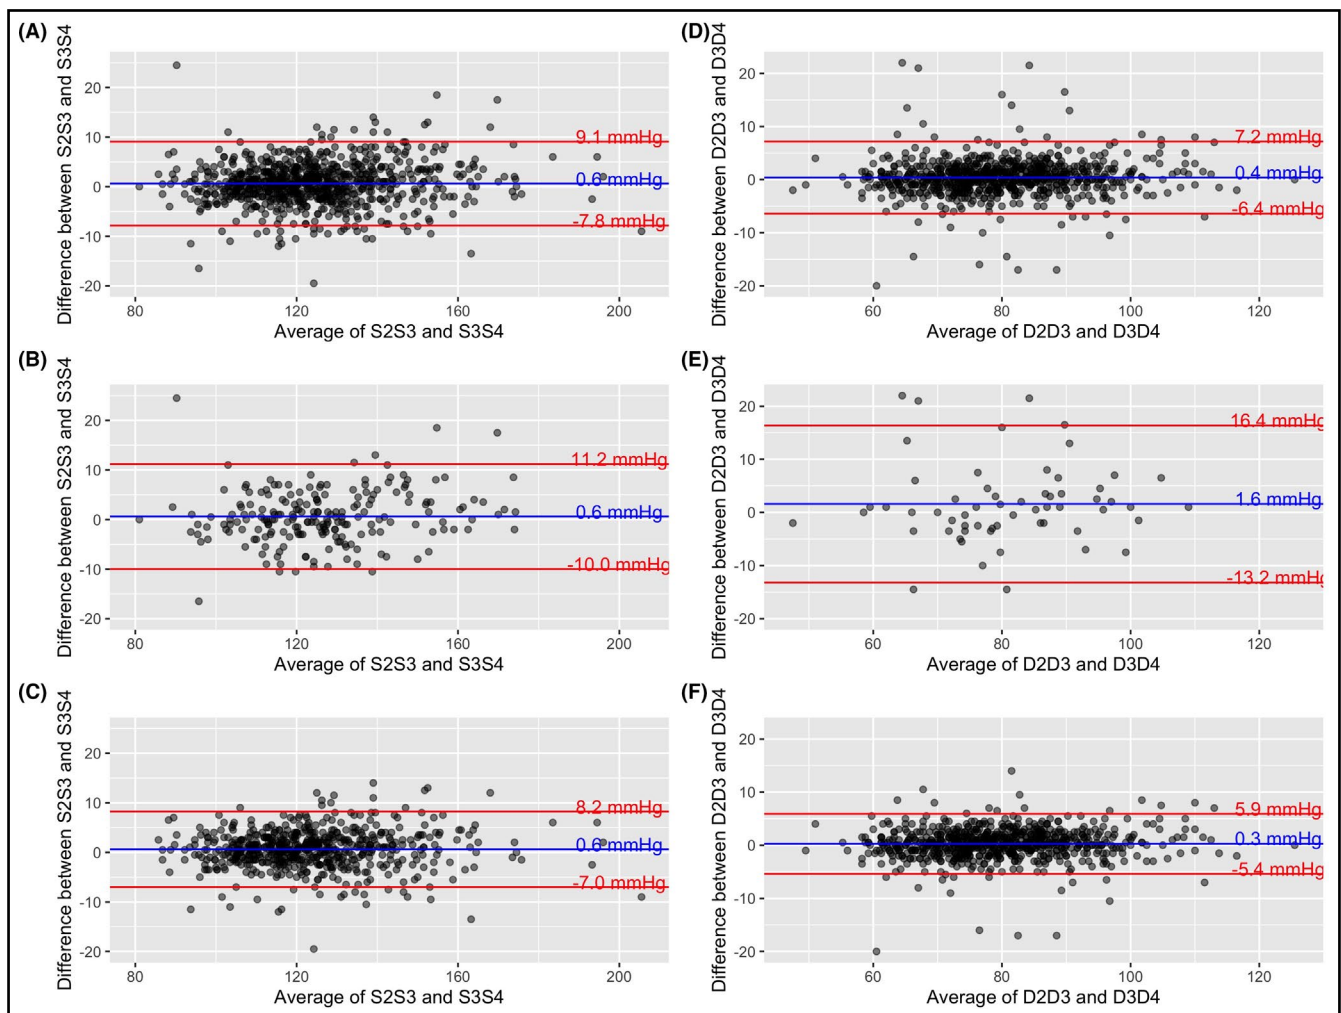 (A)
Difference between S2S3 and S3S4
20
10
0
-10
-20
9.1 mmHg
0.6 mmHg
-7.8 mmHg
80
120
160
200
Average of S2S3 and S3S4
(D)
Difference between D2D3 and D3D4
20
10
0
-10
-20
7.2 mmHg
0.4 mmHg
-6.4 mmHg
60
80
100
120
Average of D2D3 and D3D4
(B)
Difference between S2S3 and S3S4
20
10
0
-10
-20
11.2 mmHg
0.6 mmHg
-10.0 mmHg
80
120
160
200
Average of S2S3 and S3S4
(E)
Difference between D2D3 and D3D4
20
10
0
-10
-20
16.4 mmHg
1.6 mmHg
-13.2 mmHg
60
80
100
120
Average of D2D3 and D3D4
(C)
Difference between S2S3 and S3S4
20
10
0
-10
-20
8.2 mmHg
0.6 mmHg
-7.0 mmHg
80
120
160
200
Average of S2S3 and S3S4
(F)
Difference between D2D3 and D3D4
20
10
0
-10
-20
5.9 mmHg
0.3 mmHg
-5.4 mmHg
60
80
100
120
Average of D2D3 and D3D4